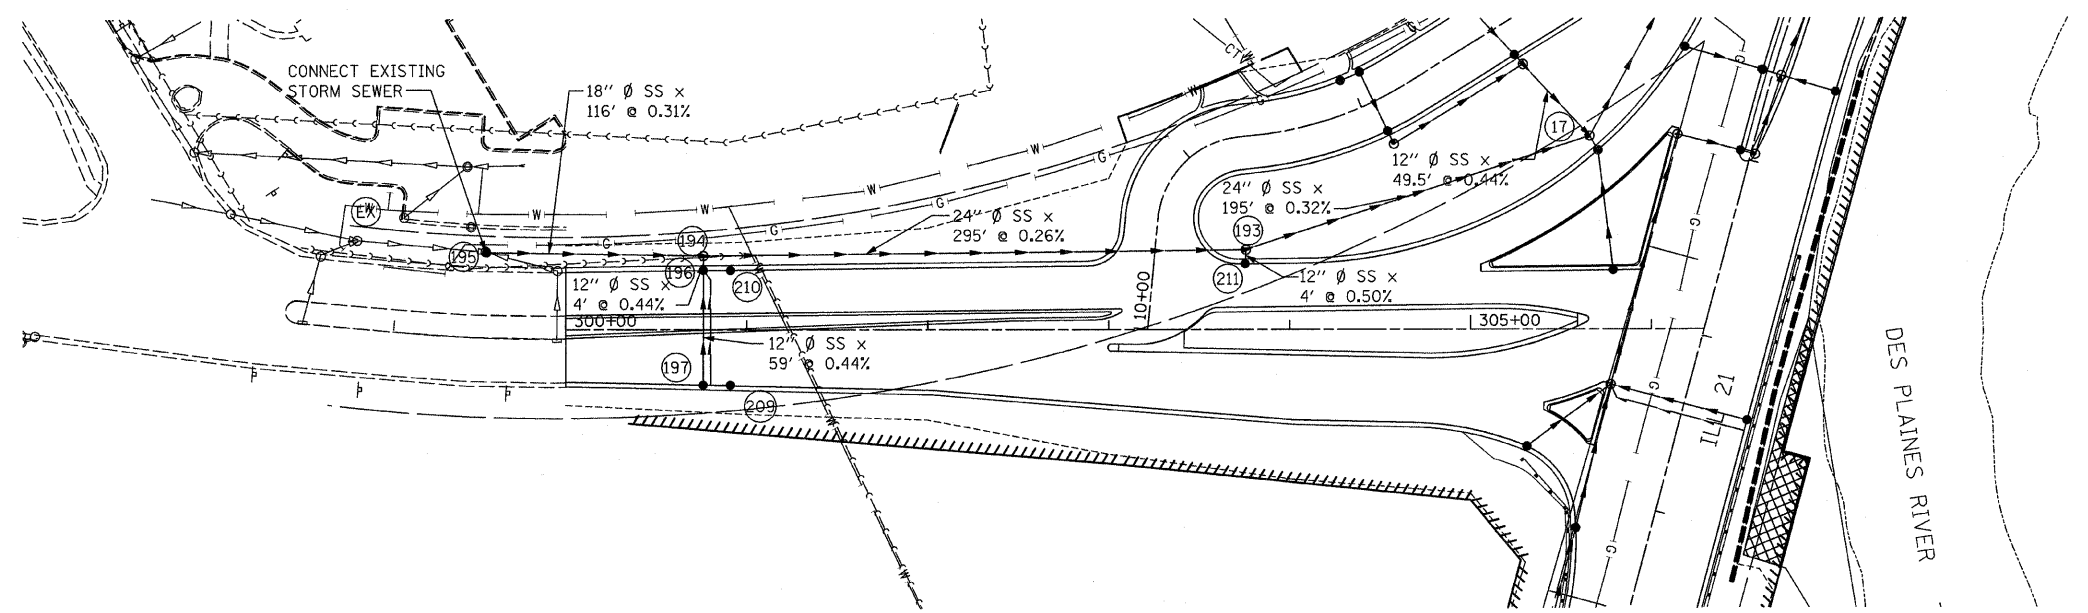 CONNECT EXISTING
STORM SEWER
18" Ø SS x
116' @ 0.31%
CTV
W
W
G
17
12" Ø SS x
49.5' @ 0.44%
24" Ø SS x
195' @ 0.32%
EX
W
W
W
W
G
G
G
24" Ø SS x
295' @ 0.26%
193
194
195
196
12" Ø SS x
4' @ 0.44%
210
211
12" Ø SS x
4' @ 0.50%
10+00
300+00
305+00
12" Ø SS x
59' @ 0.44%
197
209
W
W
G
G
G
G
G
IL 21
DES PLAINES RIVER